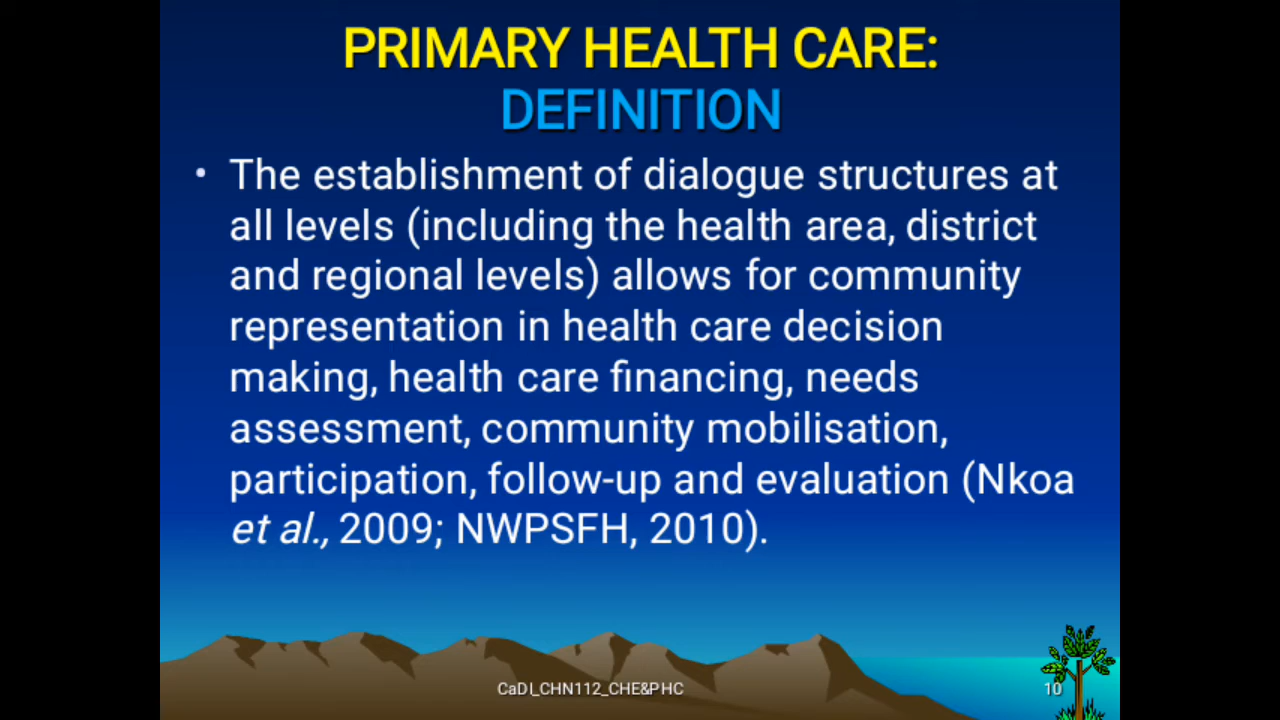 PRIMARY HEALTH CARE:
DEFINITION
• The establishment of dialogue structures at
all levels (including the health area, district
and regional levels) allows for community
representation in health care decision
making, health care financing, needs
assessment, community mobilisation,
participation, follow-up and evaluation (Nkoa
et al., 2009; NWPSFH, 2010).
CaDI_CHN112_CHE&PHC
10